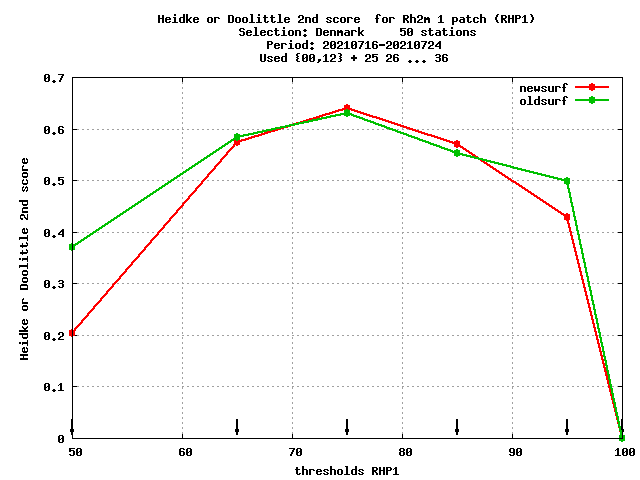 Heidke or Doolittle 2nd score  for Rh2m 1 patch (RHP1)
Selection: Denmark     50 stations
Period: 20210716-20210724
Used {00,12} + 25 26 ... 36
newsurf
oldsurf
0.7
0.6
0.5
0.4
0.3
0.2
0.1
0
Heidke or Doolittle 2nd score
50 60 70 80 90 100
thresholds RHP1